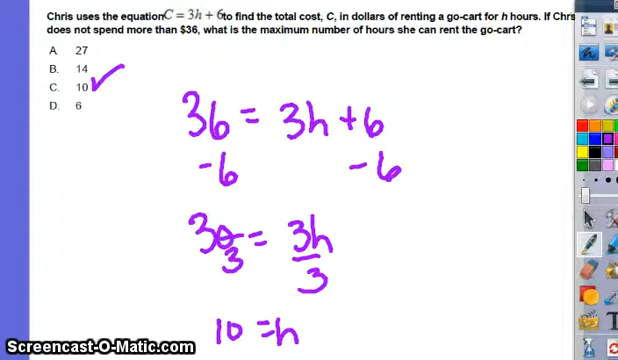 Chris uses the equation C = 3h + 6 to find the total cost, C, in dollars of renting a go-cart for h hours. If Chris
does not spend more than $36, what is the maximum number of hours she can rent the go-cart?
A. 27
B. 14
C. 10
D. 6
36 = 3h + 6
-6 -6
30/3 = 3h/3
10 = h
SCREENCAST-O-MATIC.COM